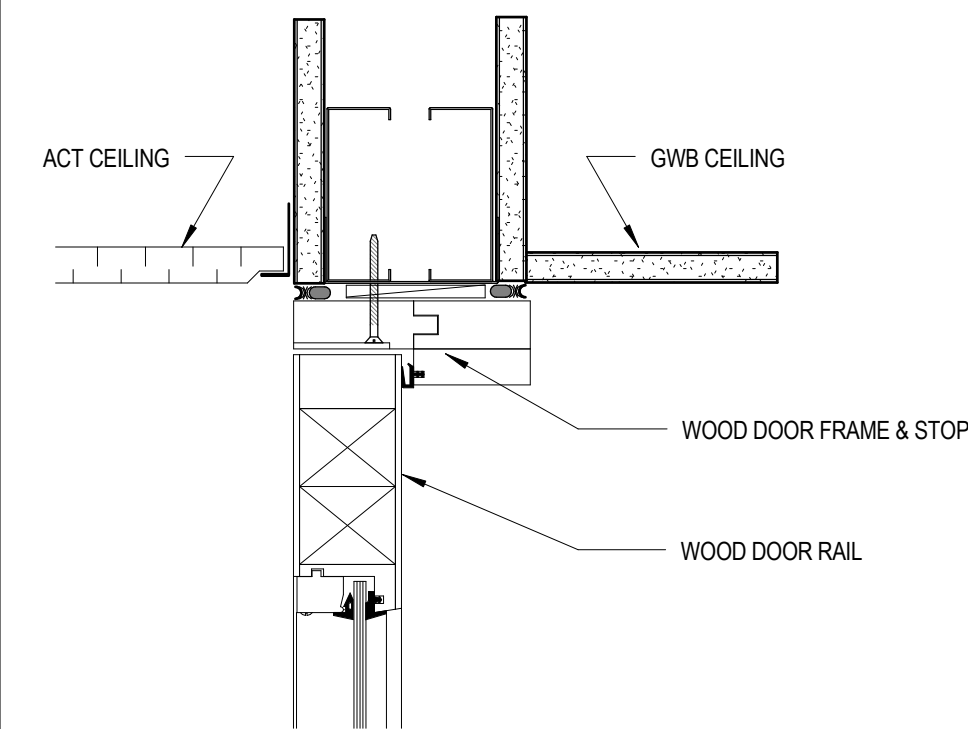 ACT CEILING
GWB CEILING
WOOD DOOR FRAME & STOP
WOOD DOOR RAIL